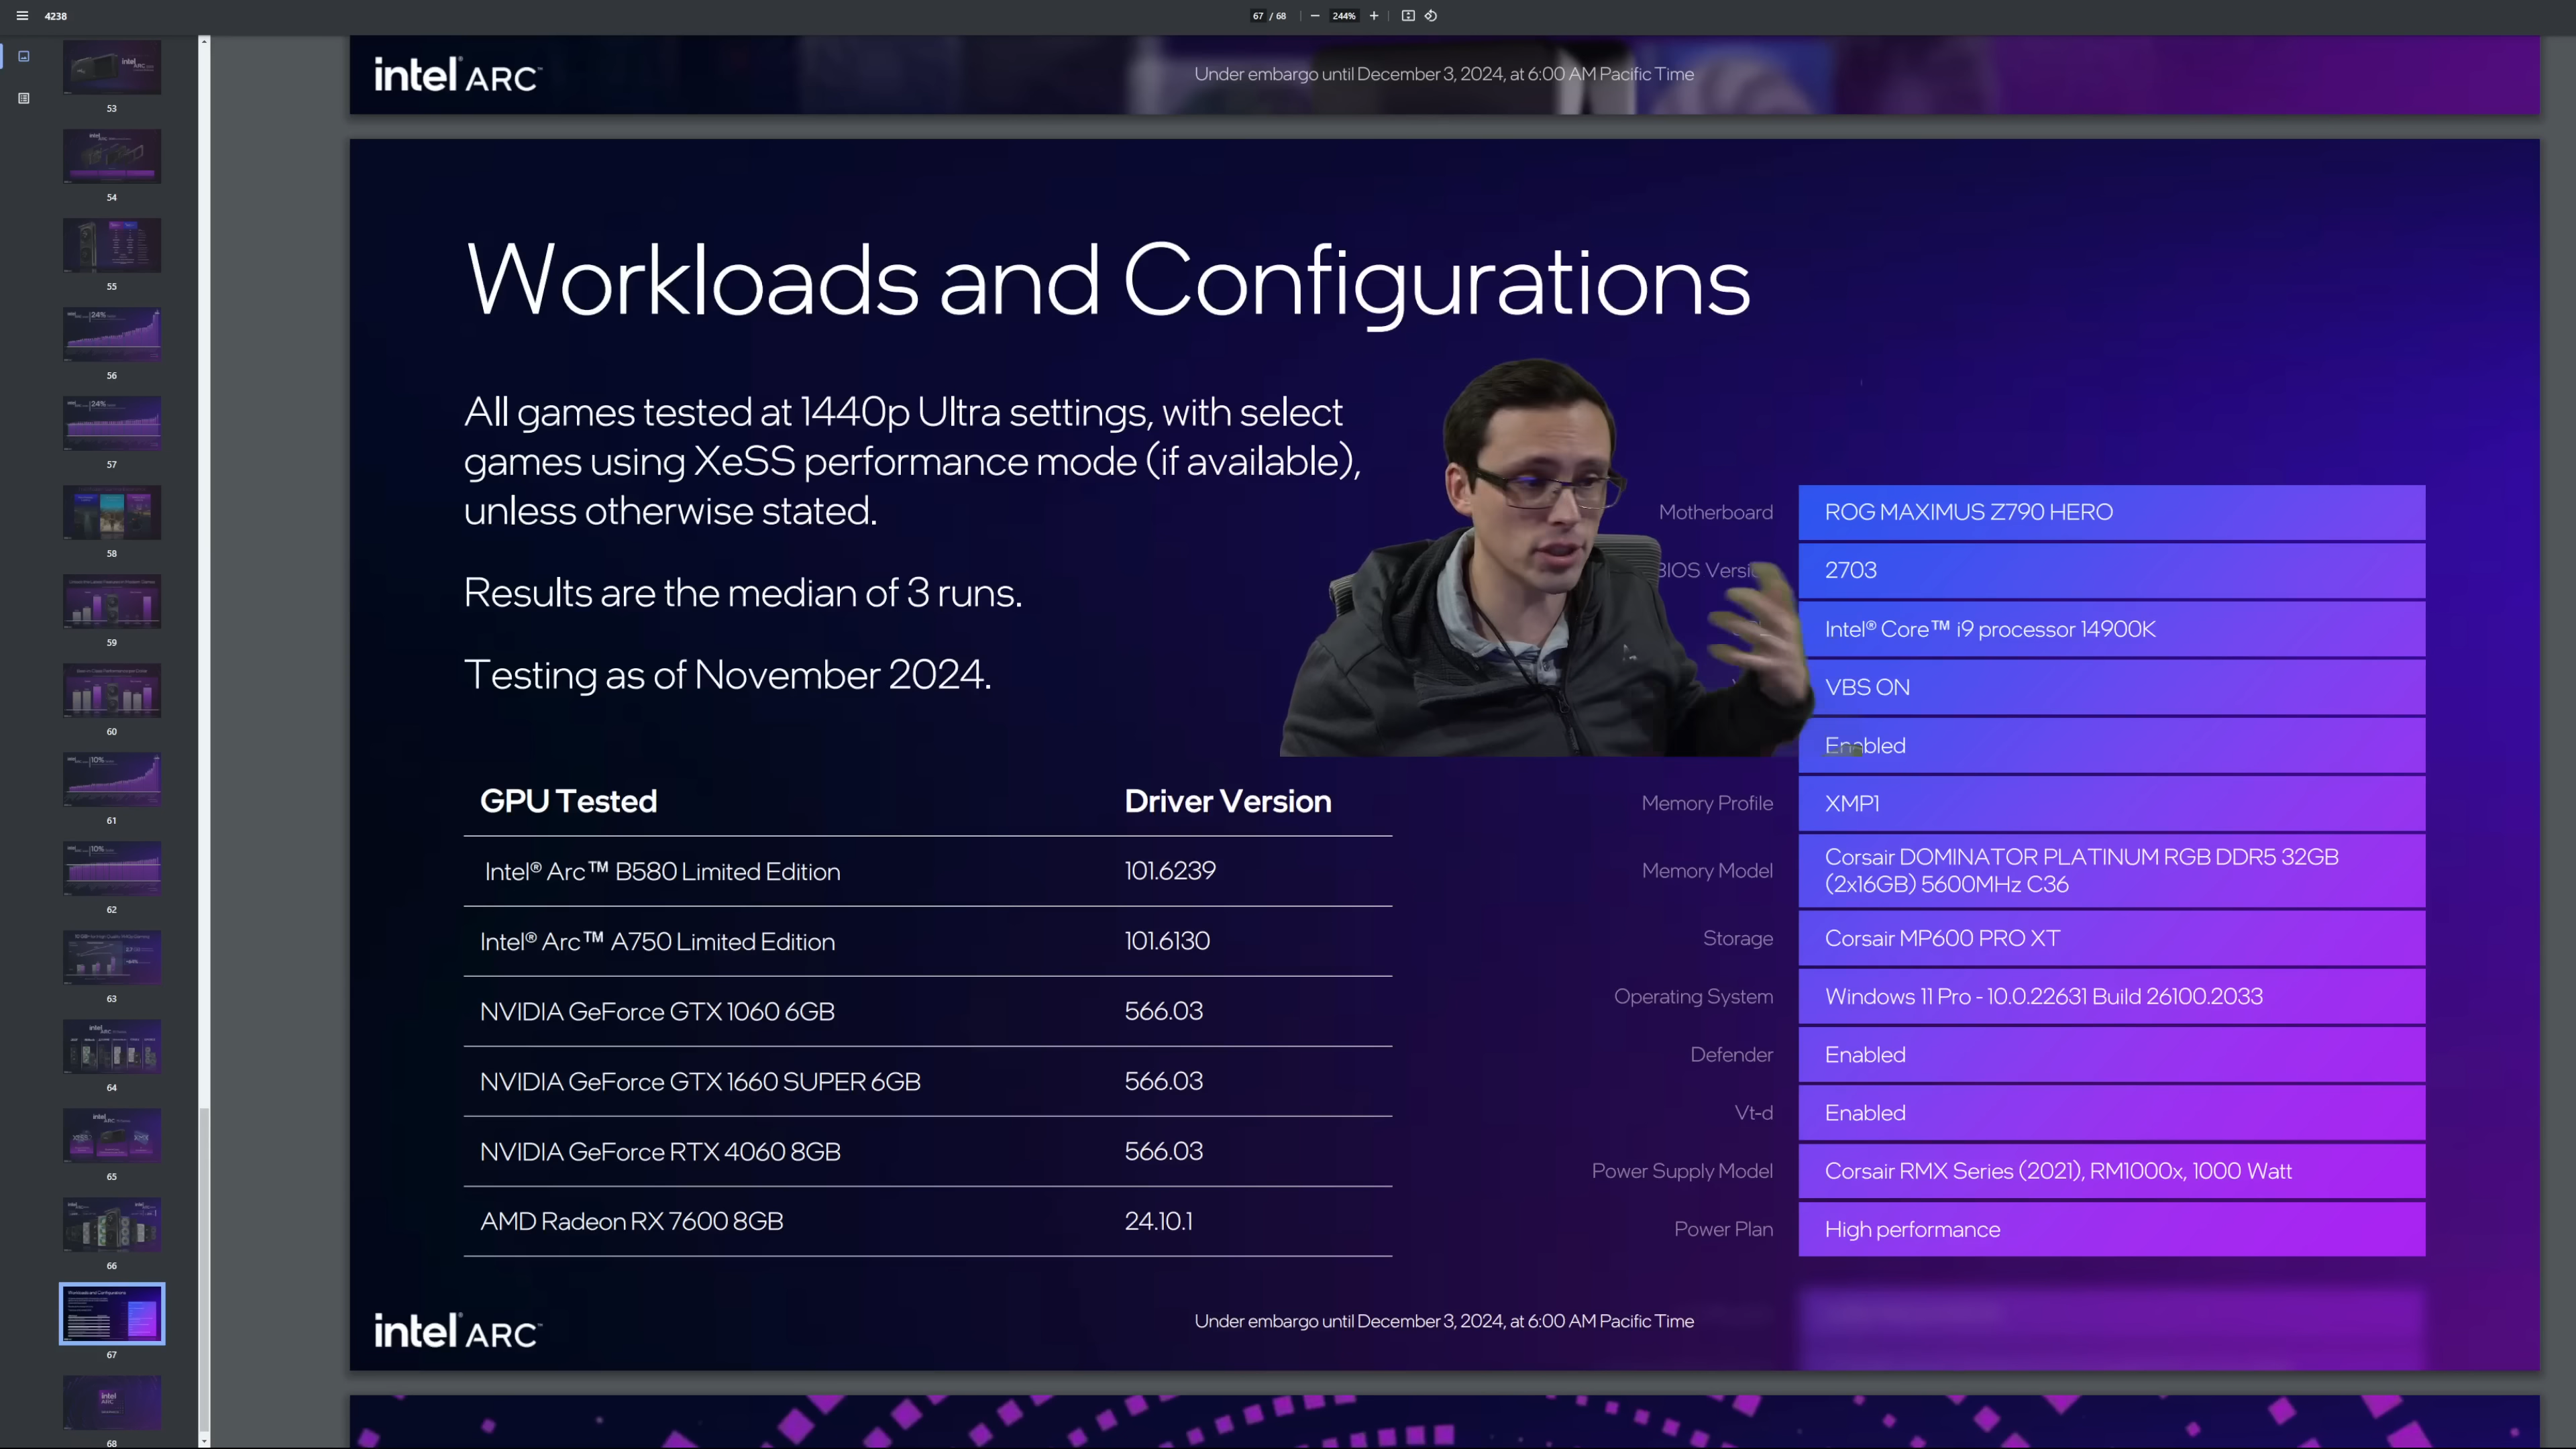 4238
67 / 68
244%
53
54
55
56
57
58
59
60
61
62
63
64
65
66
67
68
intel ARC™
Under embargo until December 3, 2024, at 6:00 AM Pacific Time
Workloads and Configurations
All games tested at 1440p Ultra settings, with select
games using XeSS performance mode (if available),
unless otherwise stated.
Results are the median of 3 runs.
Testing as of November 2024.
GPU Tested Driver Version
Intel® Arc™ B580 Limited Edition 101.6239
Intel® Arc™ A750 Limited Edition 101.6130
NVIDIA GeForce GTX 1060 6GB 566.03
NVIDIA GeForce GTX 1660 SUPER 6GB 566.03
NVIDIA GeForce RTX 4060 8GB 566.03
AMD Radeon RX 7600 8GB 24.10.1
Motherboard ROG MAXIMUS Z790 HERO
BIOS 2703
Intel® Core™ i9 processor 14900K
VBS ON
Enabled
Memory Profile XMP1
Memory Model Corsair DOMINATOR PLATINUM RGB DDR5 32GB
(2x16GB) 5600MHz C36
Storage Corsair MP600 PRO XT
Operating System Windows 11 Pro - 10.0.22631 Build 26100.2033
Defender Enabled
Vt-d Enabled
Power Supply Model Corsair RMX Series (2021), RM1000x, 1000 Watt
Power Plan High performance
intel ARC™
Under embargo until December 3, 2024, at 6:00 AM Pacific Time